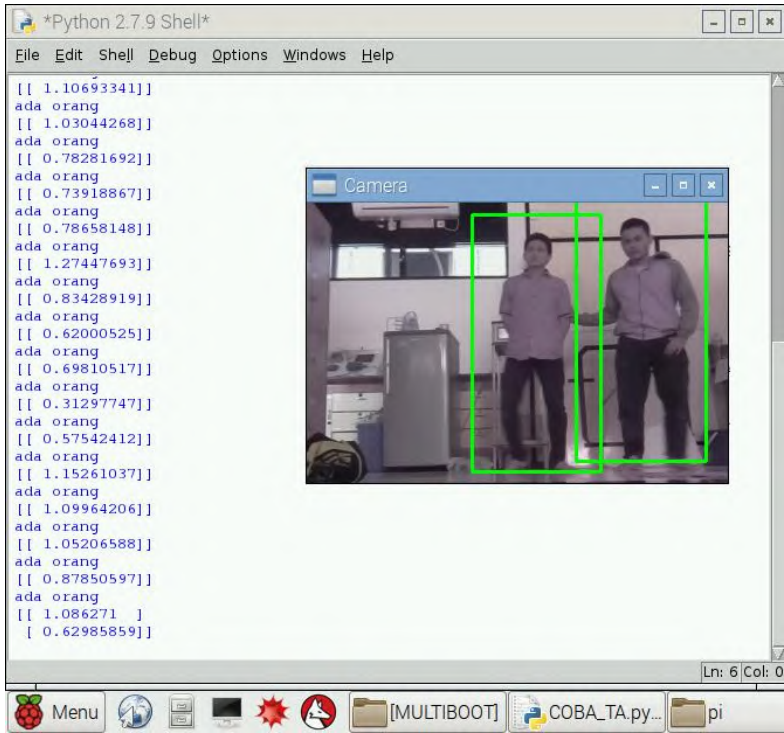 *Python 2.7.9 Shell*
File Edit Shell Debug Options Windows Help
[[ 1.10693341]]
ada orang
[[ 1.03044268]]
ada orang
[[ 0.78281692]]
ada orang
[[ 0.73918867]]
ada orang
[[ 0.78658148]]
ada orang
[[ 1.27447693]]
ada orang
[[ 0.83428919]]
ada orang
[[ 0.62000525]]
ada orang
[[ 0.69810517]]
ada orang
[[ 0.31297747]]
ada orang
[[ 0.57542412]]
ada orang
[[ 1.15261037]]
ada orang
[[ 1.09964206]]
ada orang
[[ 1.05206588]]
ada orang
[[ 0.87850597]]
ada orang
[[ 1.086271  ]
 [ 0.62985859]]
Camera
Ln: 6 Col: 0
Menu [MULTIBOOT] COBA_TA.py... pi